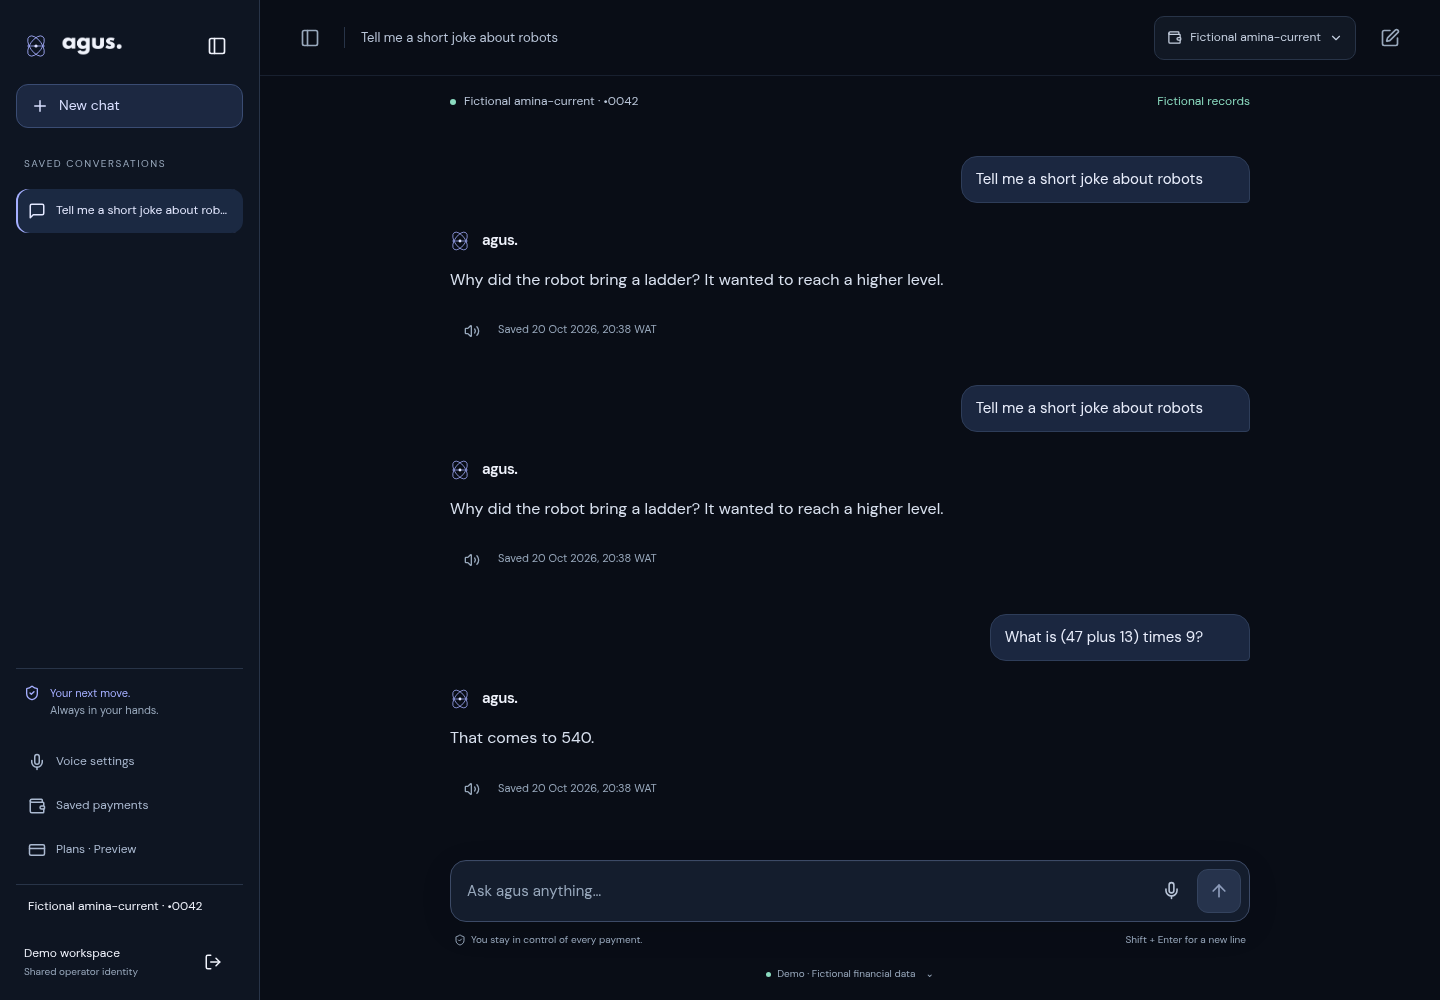 agus.
New chat
SAVED CONVERSATIONS
Tell me a short joke about rob...
Your next move.
Always in your hands.
Voice settings
Saved payments
Plans · Preview
Fictional amina-current · •0042
Demo workspace
Shared operator identity
Tell me a short joke about robots
Fictional amina-current
Fictional amina-current · •0042
Fictional records
Tell me a short joke about robots
agus.
Why did the robot bring a ladder? It wanted to reach a higher level.
Saved 20 Oct 2026, 20:38 WAT
Tell me a short joke about robots
agus.
Why did the robot bring a ladder? It wanted to reach a higher level.
Saved 20 Oct 2026, 20:38 WAT
What is (47 plus 13) times 9?
agus.
That comes to 540.
Saved 20 Oct 2026, 20:38 WAT
Ask agus anything...
You stay in control of every payment.
Shift + Enter for a new line
Demo · Fictional financial data